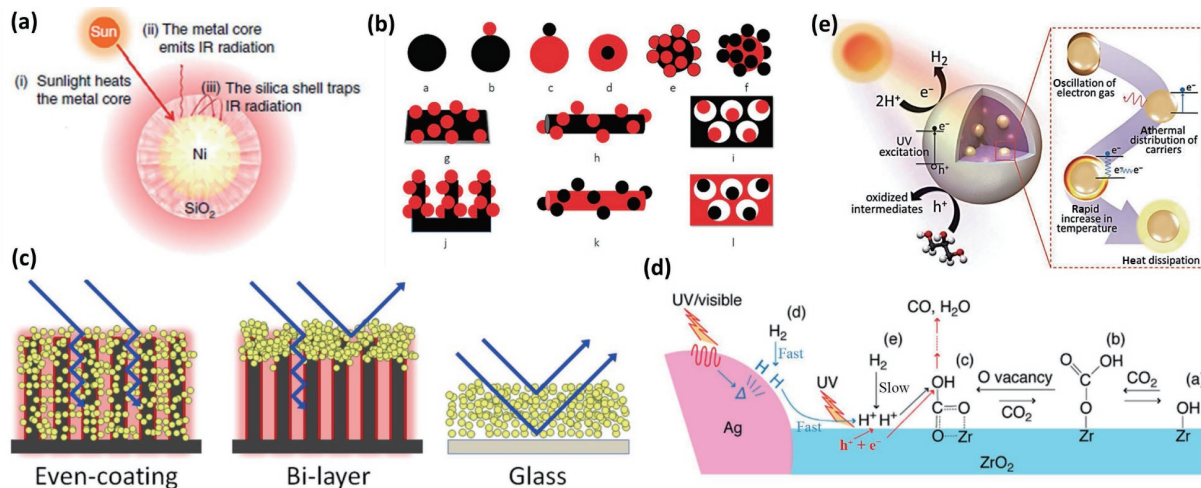 (a)
Sun
(ii) The metal core
emits IR radiation
(i) Sunlight heats
the metal core
(iii) The silica shell traps
IR radiation
Ni
SiO₂
(b)
a
b
c
d
e
f
g
h
i
j
k
l
(e)
H₂
e⁻
2H⁺
UV
excitation
e⁻
h⁺
oxidized
intermediates
h⁺
Oscillation of
electron gas
e⁻
Athermal
distribution of
carriers
e⁻
e⁻
e⁻
Rapid
increase in
temperature
Heat dissipation
(c)
Even-coating
Bi-layer
Glass
(d)
UV/visible
(d)
H₂
Fast
H H
Δ
Ag
Fast
UV
(e)
H₂
Slow
H⁺ H⁺
h⁺ + e⁻
CO, H₂O
(c)
OH
C
O
O
Zr
O vacancy
CO₂
(b)
O
C
OH
O
Zr
CO₂
(a)
OH
Zr
ZrO₂